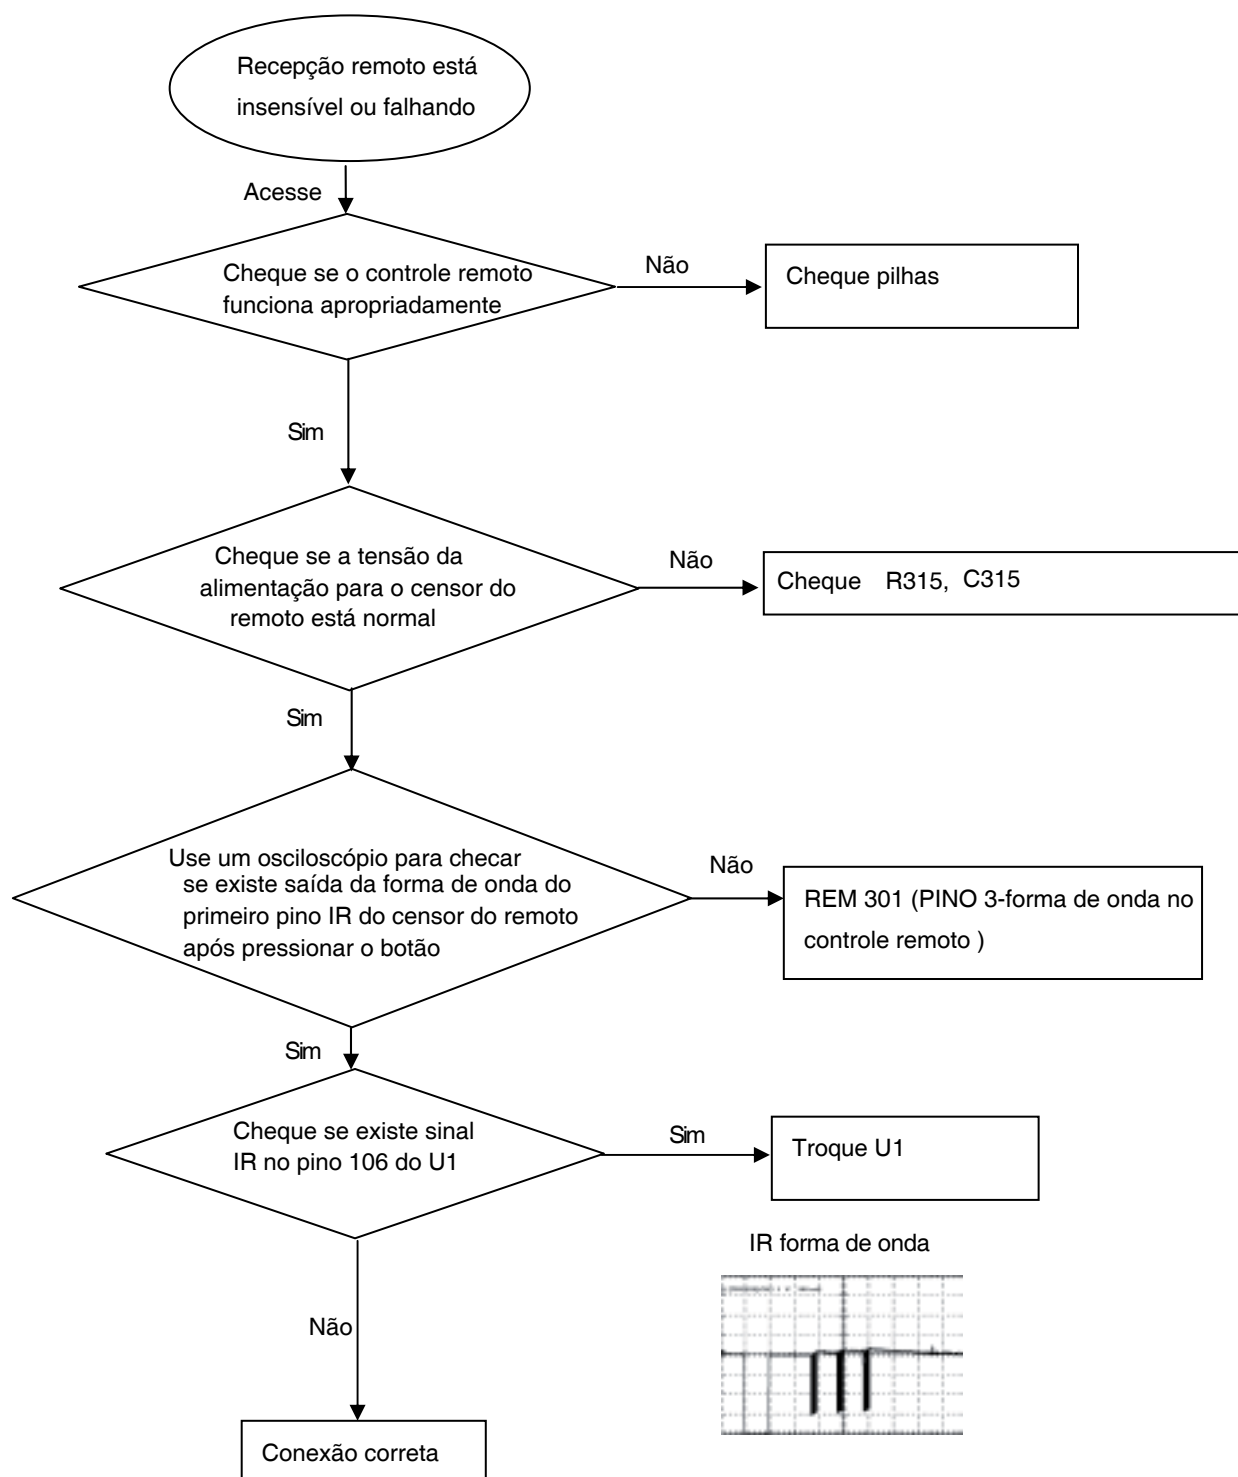 Recepção remoto está
insensível ou falhando
Acesse
Cheque se o controle remoto
funciona apropriadamente
Não
Cheque pilhas
Sim
Cheque se a tensão da
alimentação para o censor do
remoto está normal
Não
Cheque R315, C315
Sim
Use um osciloscópio para checar
se existe saída da forma de onda do
primeiro pino IR do censor do remoto
após pressionar o botão
Não
REM 301 (PINO 3-forma de onda no
controle remoto )
Sim
Cheque se existe sinal
IR no pino 106 do U1
Sim
Troque U1
IR forma de onda
Não
Conexão correta